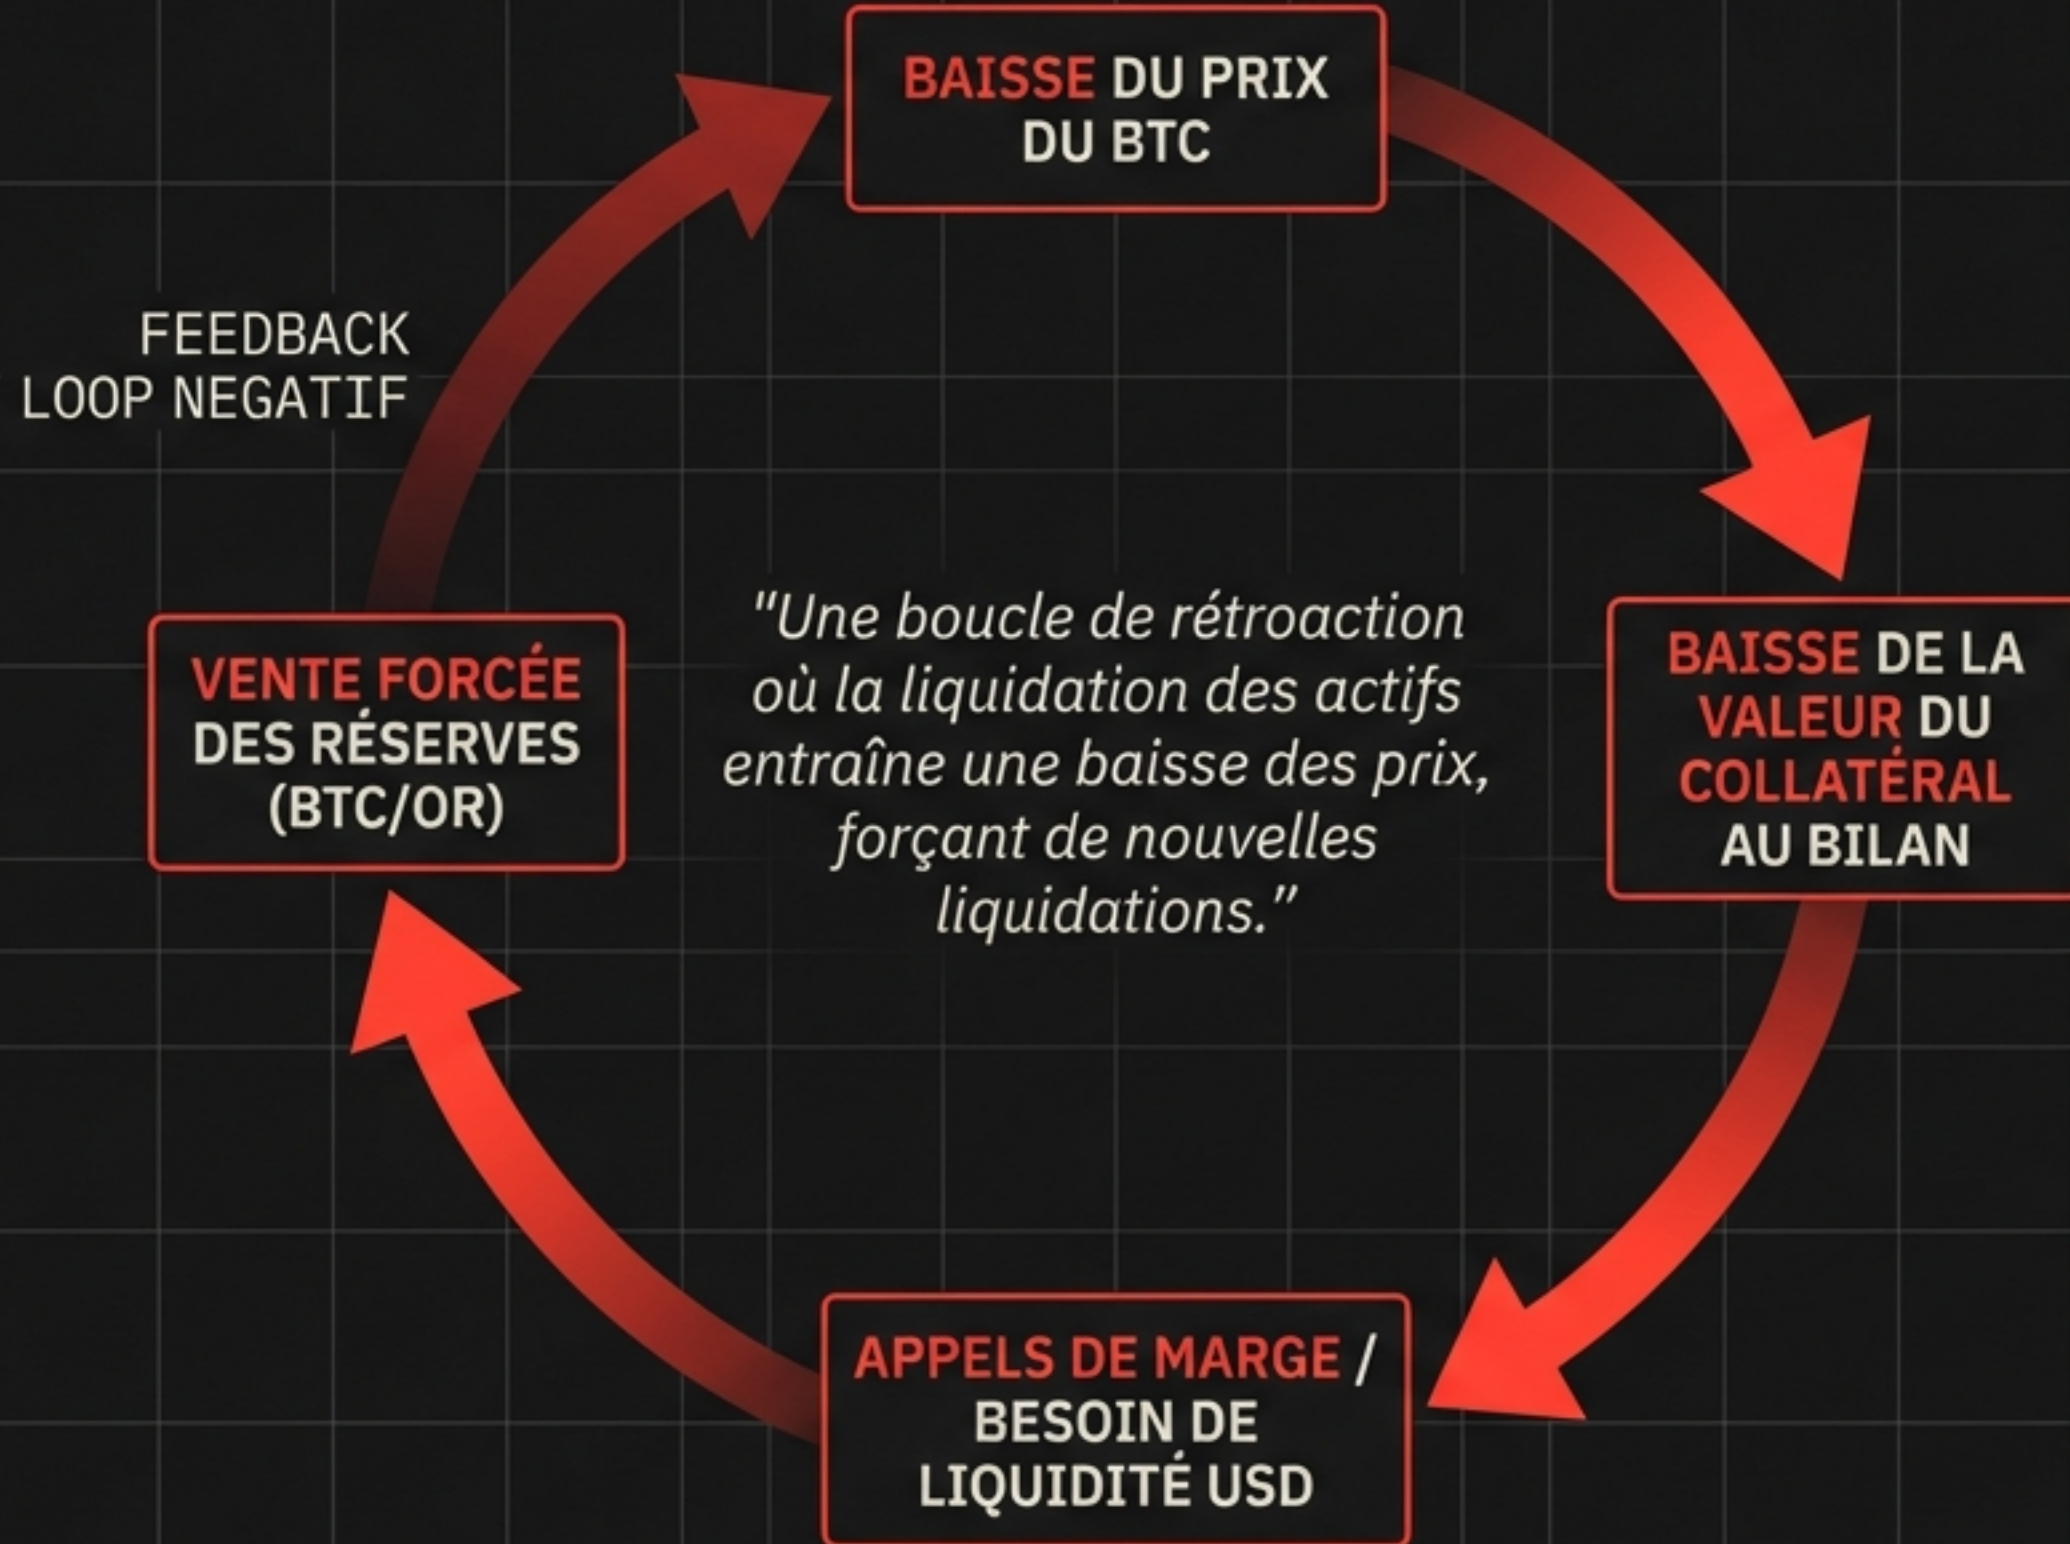 BAISSE DU PRIX
DU BTC
FEEDBACK
LOOP NEGATIF
BAISSE DE LA
VALEUR DU
COLLATÉRAL
AU BILAN
VENTE FORCÉE
DES RÉSERVES
(BTC/OR)
"Une boucle de rétroaction
où la liquidation des actifs
entraîne une baisse des prix,
forçant de nouvelles
liquidations.”
APPELS DE MARGE /
BESOIN DE
LIQUIDITÉ USD